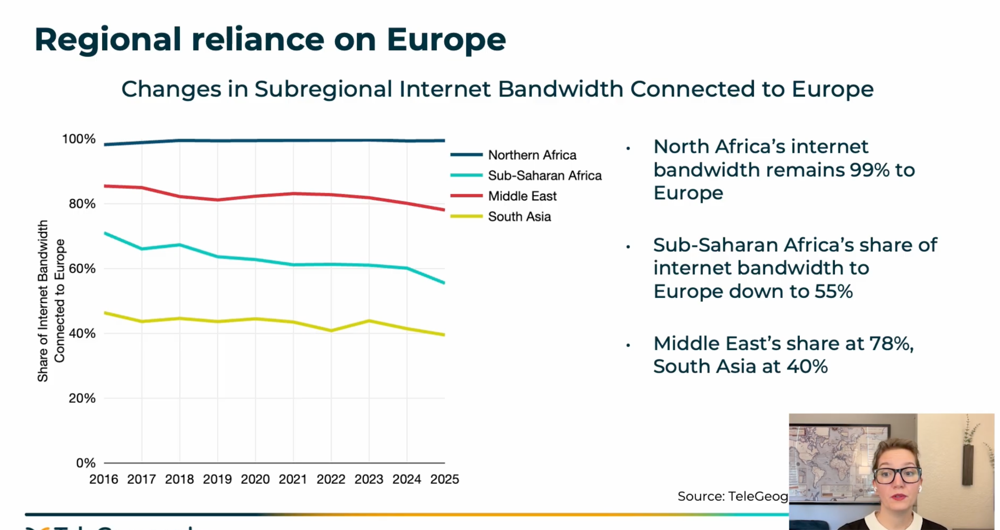 Regional reliance on Europe
Changes in Subregional Internet Bandwidth Connected to Europe
Share of Internet Bandwidth
Connected to Europe
100%
80%
60%
40%
20%
0%
2016 2017 2018 2019 2020 2021 2022 2023 2024 2025
Northern Africa
Sub-Saharan Africa
Middle East
South Asia
• North Africa’s internet
bandwidth remains 99% to
Europe
• Sub-Saharan Africa’s share of
internet bandwidth to
Europe down to 55%
• Middle East’s share at 78%,
South Asia at 40%
Source: TeleGeog